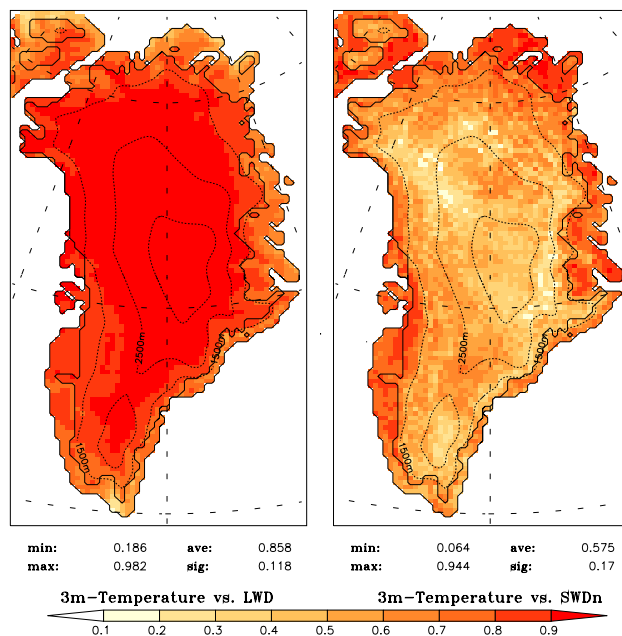 2500m
1500m
1500m
2500m
1500m
1500m
min: 0.186 ave: 0.858
max: 0.982 sig: 0.118
min: 0.064 ave: 0.575
max: 0.944 sig: 0.17
3m-Temperature vs. LWD
3m-Temperature vs. SWDn
0.1 0.2 0.3 0.4 0.5 0.6 0.7 0.8 0.9